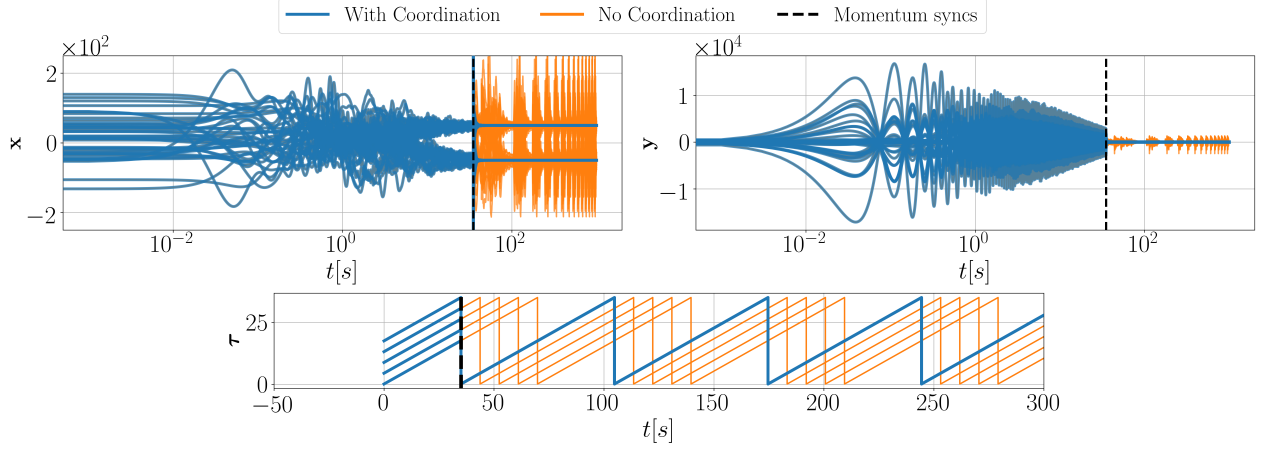 With Coordination No Coordination Momentum syncs
×10² ×10⁴
2
0
−2
x
10⁻² 10⁰ 10²
t[s]
1
0
−1
y
10⁻² 10⁰ 10²
t[s]
25
0
τ
−50 0 50 100 150 200 250 300
t[s]